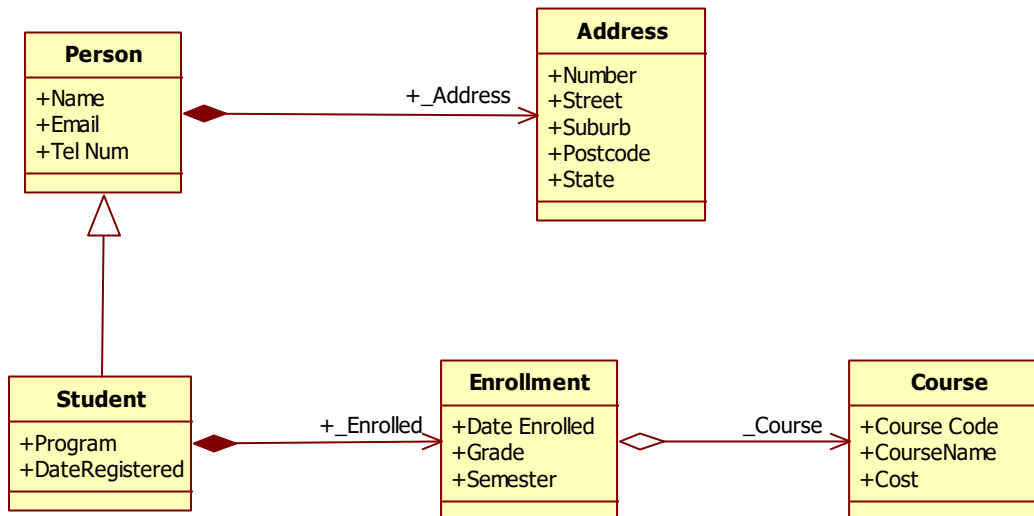 Person
+Name
+Email
+Tel Num
+_Address
Address
+Number
+Street
+Suburb
+Postcode
+State
Student
+Program
+DateRegistered
+_Enrolled
Enrollment
+Date Enrolled
+Grade
+Semester
_Course
Course
+Course Code
+CourseName
+Cost